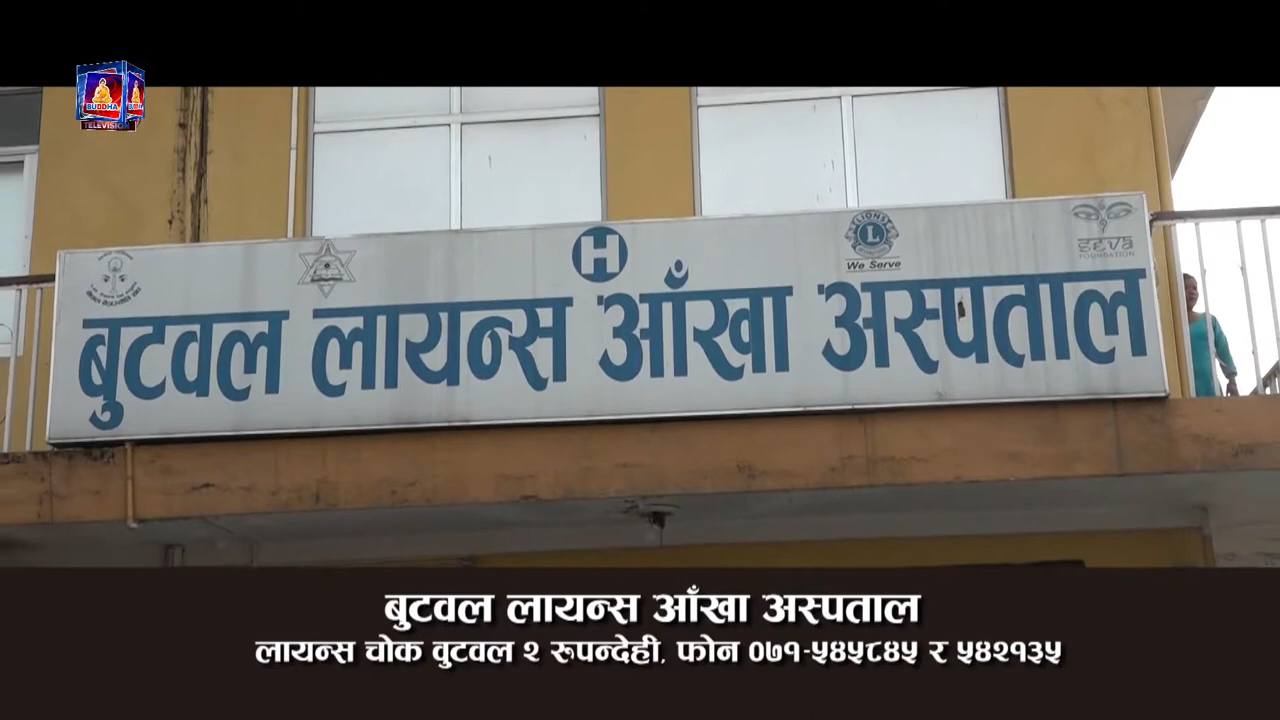 BUDDHA
TELEVISION
LIONS
L
We Serve
seva
FOUNDATION
H
बुटवल लायन्स आँखा अस्पताल
बुटवल लायन्स आँखा अस्पताल
लायन्स चोक वुटवल २ रुपन्देही, फोन ०७१-५४५८४५ र ५४२१३५